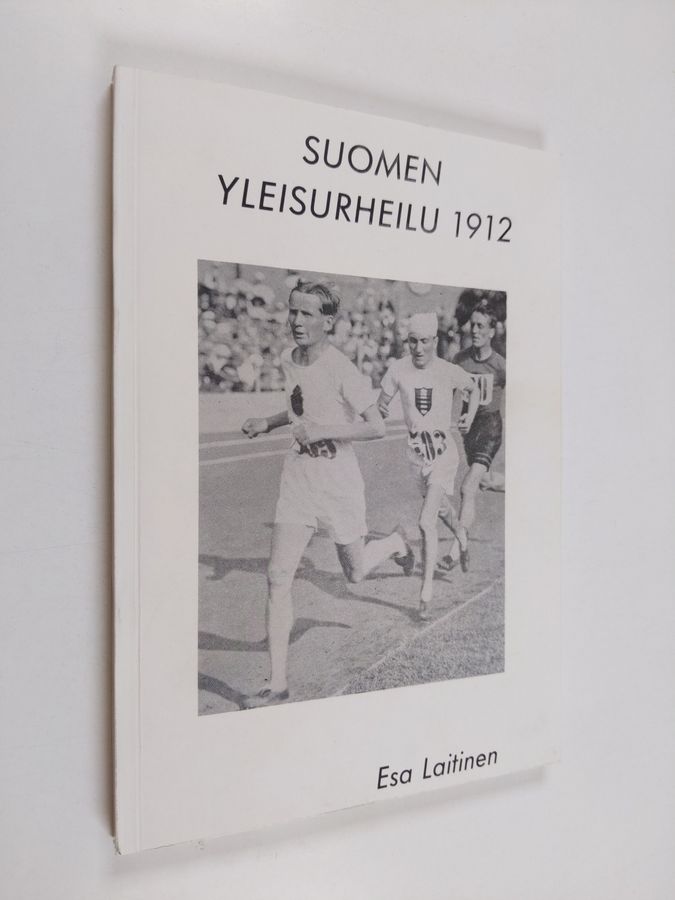 SUOMEN
YLEISURHEILU 1912
Esa Laitinen